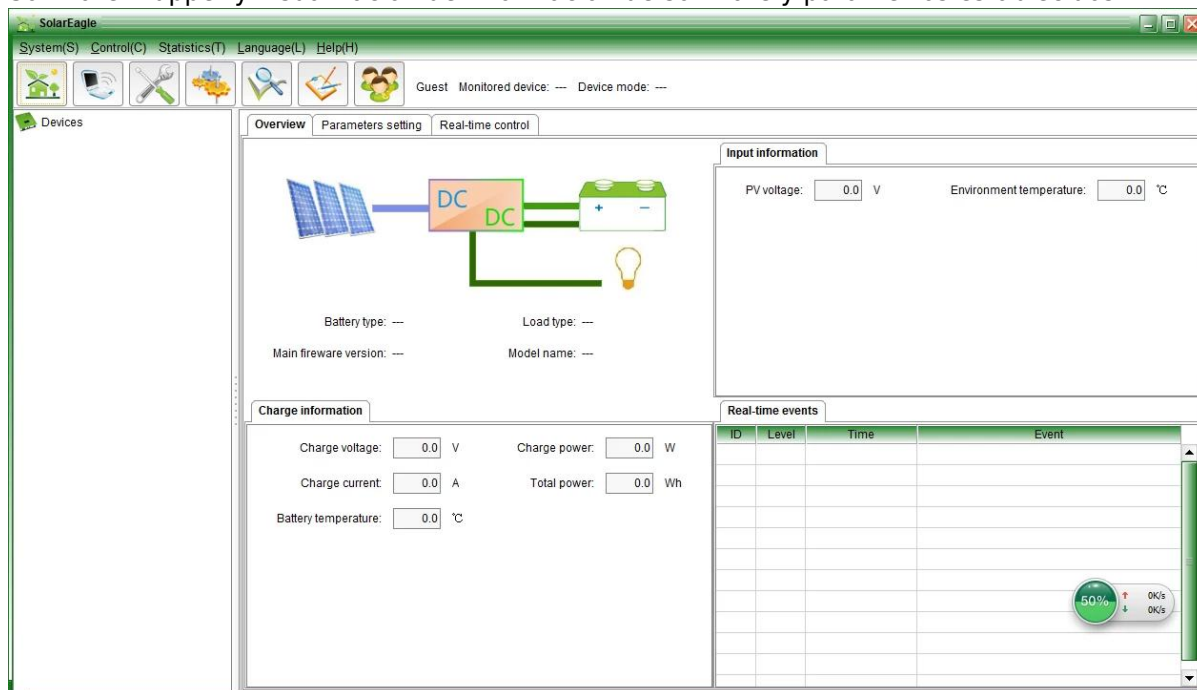 SolarEagle
System(S) Control(C) Statistics(T) Language(L) Help(H)
Guest Monitored device: --- Device mode: ---
Devices
Overview Parameters setting Real-time control
DC
DC
+ −
Battery type: --- Load type: ---
Main fireware version: --- Model name: ---
Input information
PV voltage: 0.0 V Environment temperature: 0.0 ℃
Charge information
Charge voltage: 0.0 V Charge power: 0.0 W
Charge current: 0.0 A Total power: 0.0 Wh
Battery temperature: 0.0 ℃
Real-time events
ID Level Time Event
50% ↑ 0K/s
↓ 0K/s